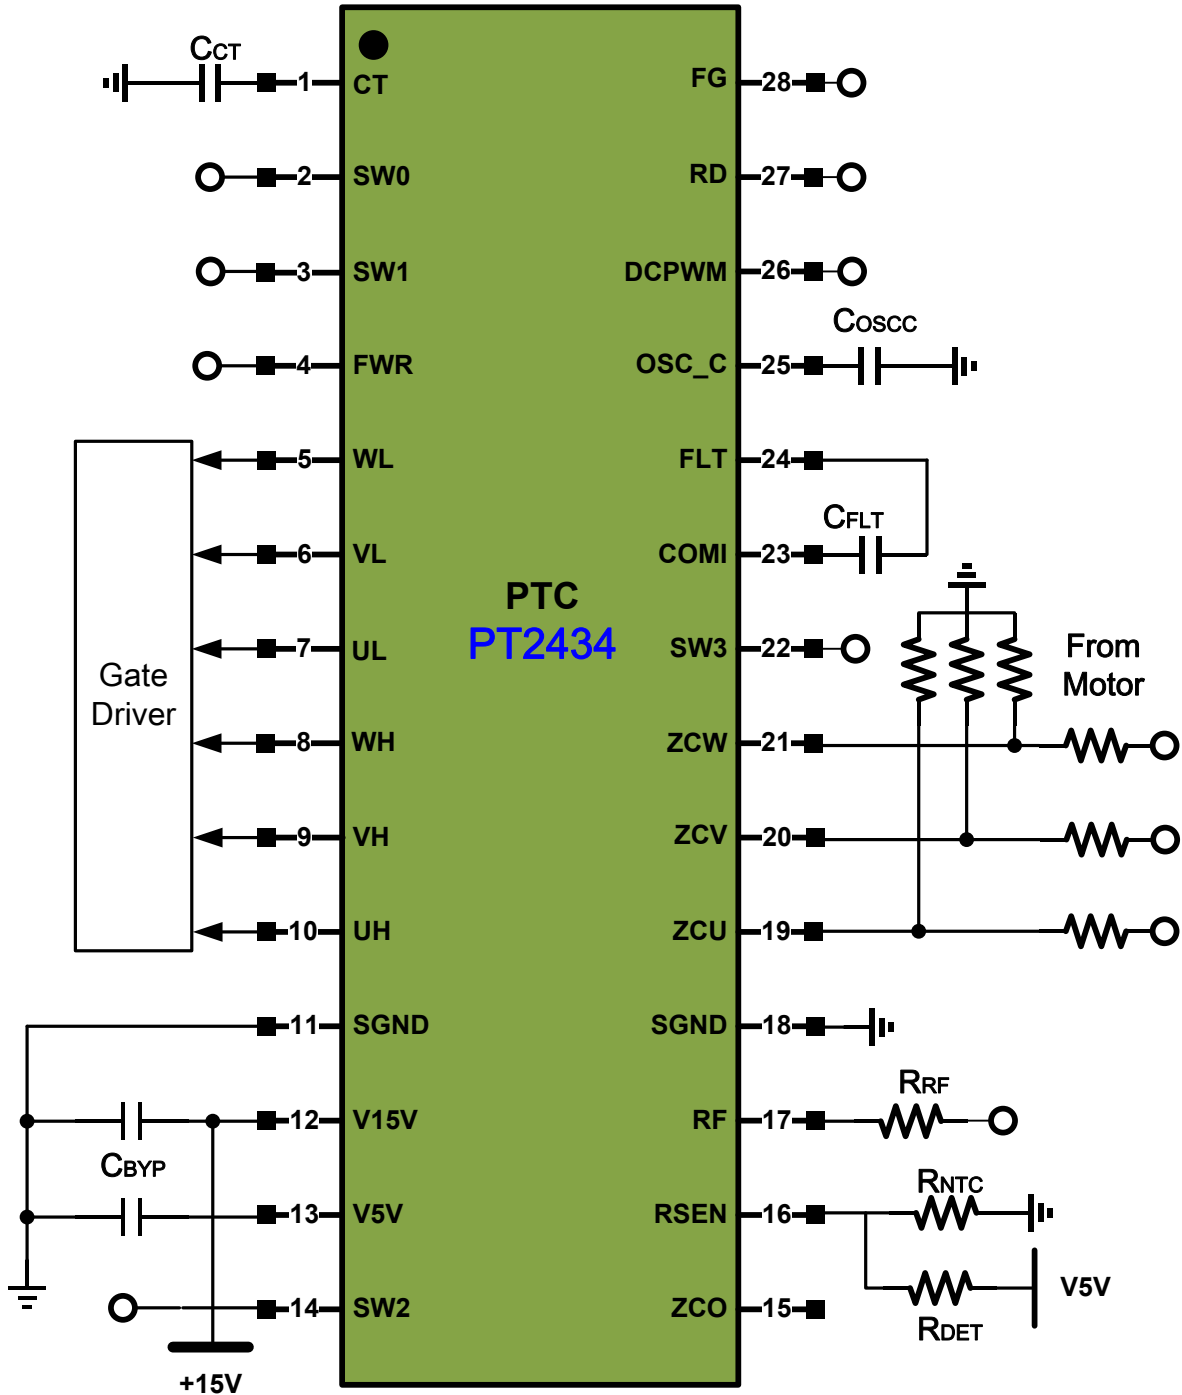 CCT
1 CT
FG 28
2 SW0
RD 27
3 SW1
DCPWM 26
COSCC
4 FWR
OSC_C 25
5 WL
FLT 24
CFLT
6 VL
COMI 23
PTC
PT2434
7 UL
SW3 22
From
Motor
Gate
Driver
8 WH
ZCW 21
9 VH
ZCV 20
10 UH
ZCU 19
11 SGND
SGND 18
RRF
12 V15V
RF 17
CBYP
RNTC
13 V5V
RSEN 16
V5V
14 SW2
ZCO 15
RDET
+15V